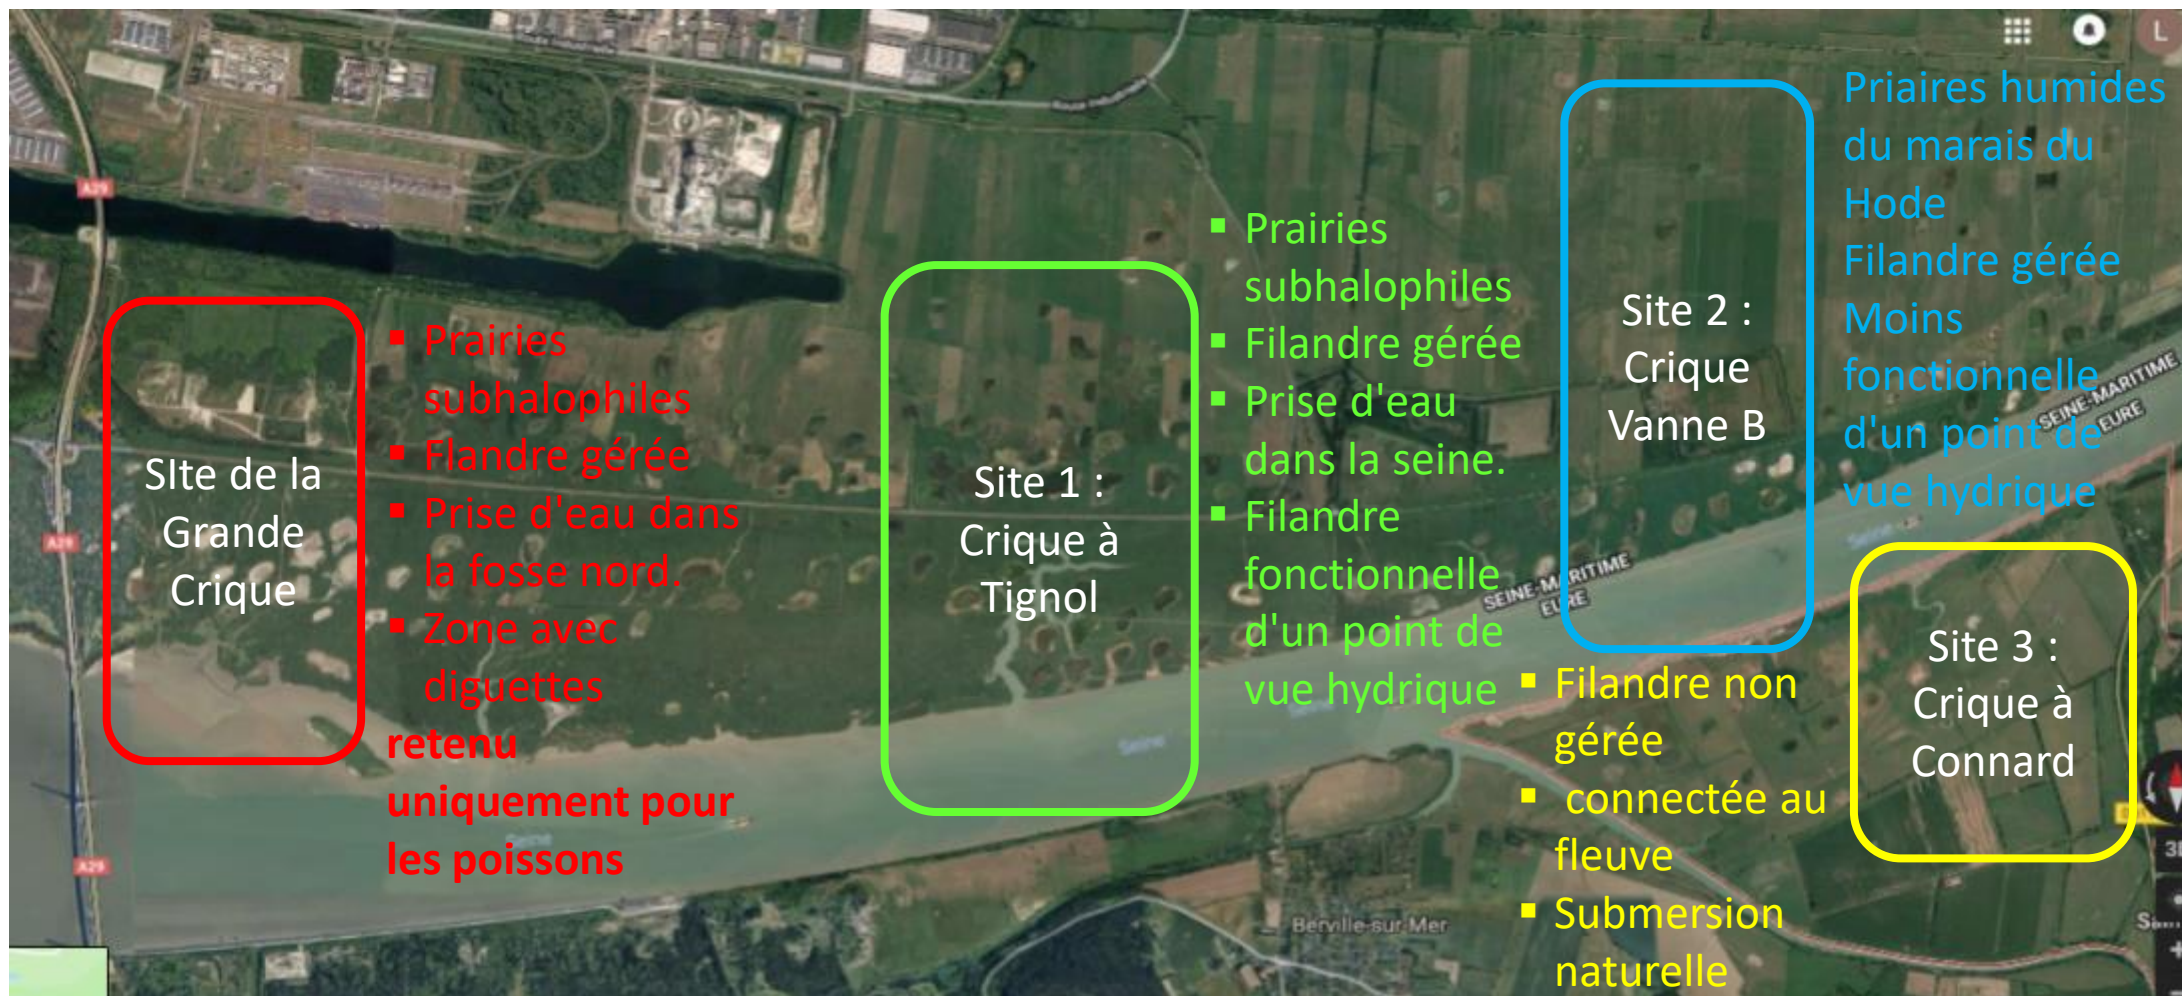 L
A29
SIte de la
Grande
Crique
A29
A29
▪ Prairies
subhalophiles
▪ Flandre gérée
▪ Prise d'eau dans
la fosse nord.
▪ Zone avec
diguettes
retenu
uniquement pour
les poissons
Site 1 :
Crique à
Tignol
▪ Prairies
subhalophiles
▪ Filandre gérée
▪ Prise d'eau
dans la seine.
▪ Filandre
fonctionnelle
d'un point de
vue hydrique
Site 2 :
Crique
Vanne B
Priaires humides
du marais du
Hode
Filandre gérée
Moins
fonctionnelle
d'un point de
vue hydrique
SEINE-MARITIME
EURE
SEINE-MARITIME
EURE
Seine
Seine
Seine
▪ Filandre non
gérée
▪ connectée au
fleuve
▪ Submersion
naturelle
Site 3 :
Crique à
Connard
Berville-sur-Mer